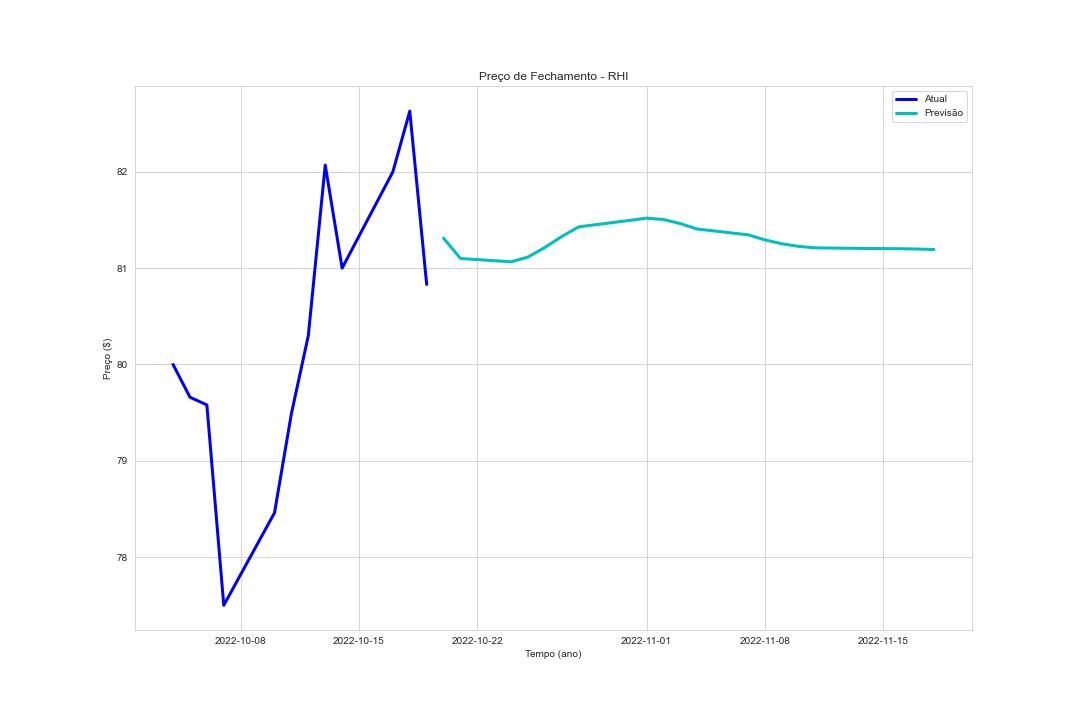 Preço de Fechamento - RHI
Atual
Previsão
82
81
80
79
78
Preço ($)
2022-10-08
2022-10-15
2022-10-22
2022-11-01
2022-11-08
2022-11-15
Tempo (ano)